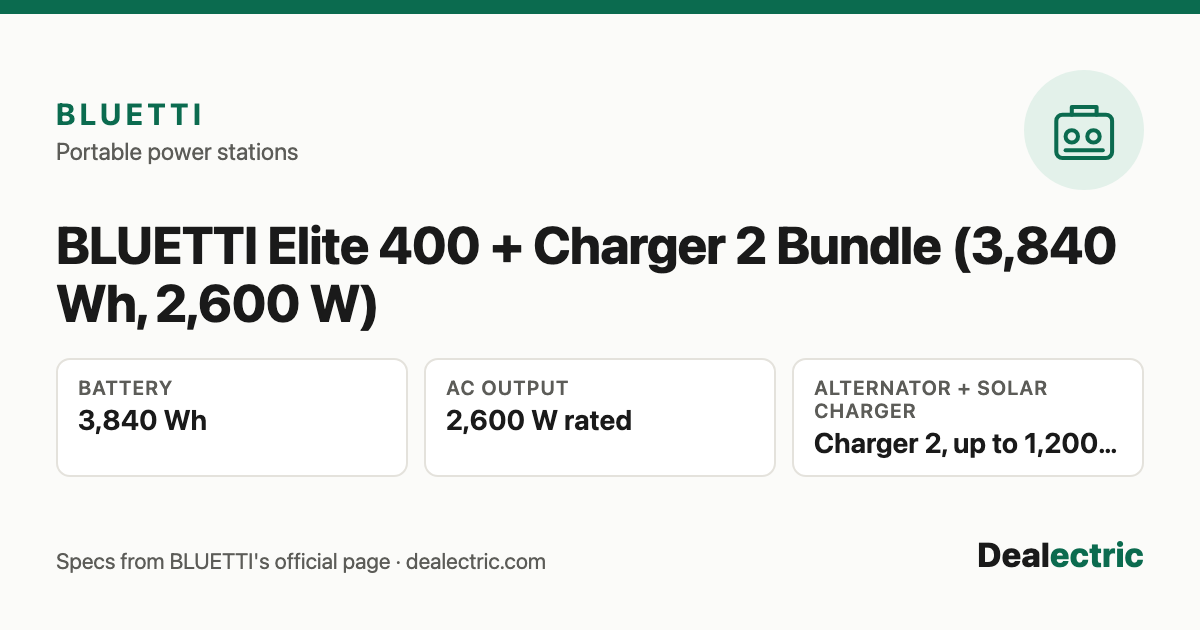 BLUETTI
Portable power stations
BLUETTI Elite 400 + Charger 2 Bundle (3,840
Wh, 2,600 W)
BATTERY
3,840 Wh
AC OUTPUT
2,600 W rated
ALTERNATOR + SOLAR
CHARGER
Charger 2, up to 1,200...
Specs from BLUETTI's official page · dealectric.com
Dealectric